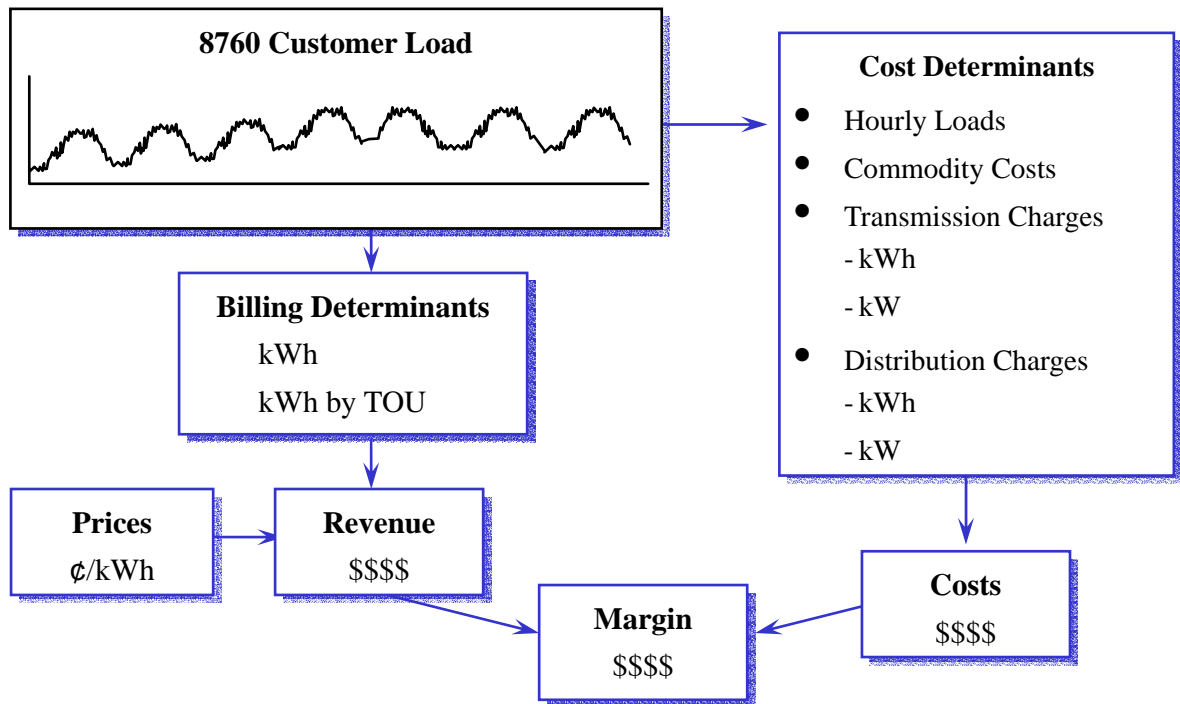 8760 Customer Load
Cost Determinants
● Hourly Loads
● Commodity Costs
● Transmission Charges
- kWh
- kW
● Distribution Charges
- kWh
- kW
Billing Determinants
kWh
kWh by TOU
Prices
¢/kWh
Revenue
$$$$
Margin
$$$$
Costs
$$$$